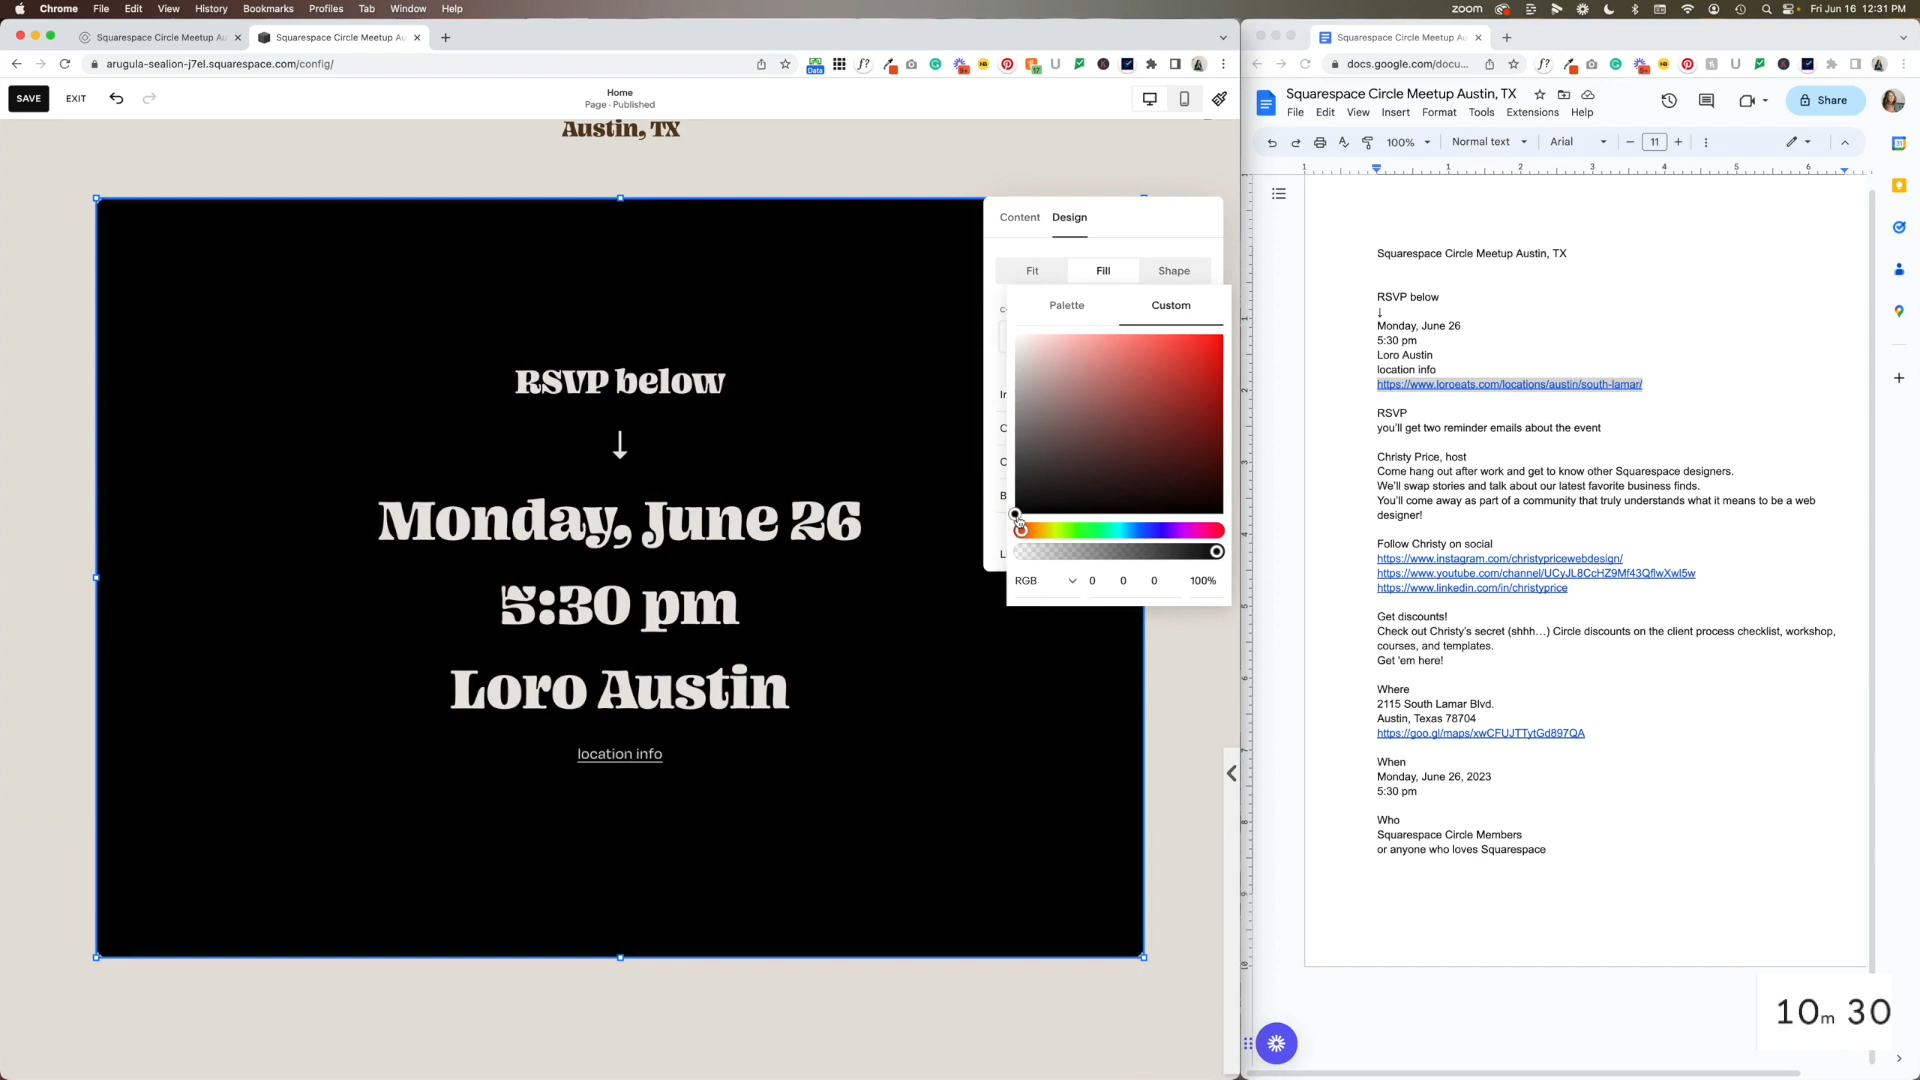 Chrome File Edit View History Bookmarks Profiles Tab Window Help
zoom Fri Jun 16 12:31 PM
Squarespace Circle Meetup Au
Squarespace Circle Meetup Au
arugula-sealion-j7el.squarespace.com/config/
SAVE EXIT
Home
Page · Published
Austin, TX
RSVP below
↓
Monday, June 26
5:30 pm
Loro Austin
location info
Content Design
Fit Fill Shape
Palette Custom
RGB 0 0 0 100%
Squarespace Circle Meetup Au
docs.google.com/docu...
Squarespace Circle Meetup Austin, TX
File Edit View Insert Format Tools Extensions Help
Share
100% Normal text Arial 11
Squarespace Circle Meetup Austin, TX
RSVP below
↓
Monday, June 26
5:30 pm
Loro Austin
location info
https://www.loroeats.com/locations/austin/south-lamar/
RSVP
you'll get two reminder emails about the event
Christy Price, host
Come hang out after work and get to know other Squarespace designers.
We'll swap stories and talk about our latest favorite business finds.
You'll come away as part of a community that truly understands what it means to be a web
designer!
Follow Christy on social
https://www.instagram.com/christypricewebdesign/
https://www.youtube.com/channel/UCyJL8CcHZ9Mf43QflwXwI5w
https://www.linkedin.com/in/christyprice
Get discounts!
Check out Christy's secret (shhh...) Circle discounts on the client process checklist, workshop,
courses, and templates.
Get 'em here!
Where
2115 South Lamar Blvd.
Austin, Texas 78704
https://goo.gl/maps/xwCFUJTTytGd897QA
When
Monday, June 26, 2023
5:30 pm
Who
Squarespace Circle Members
or anyone who loves Squarespace
10m 30